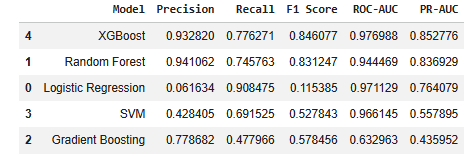 Model Precision Recall F1 Score ROC-AUC PR-AUC
4 XGBoost 0.932820 0.776271 0.846077 0.976988 0.852776
1 Random Forest 0.941062 0.745763 0.831247 0.944469 0.836929
0 Logistic Regression 0.061634 0.908475 0.115385 0.971129 0.764079
3 SVM 0.428405 0.691525 0.527843 0.966145 0.557895
2 Gradient Boosting 0.778682 0.477966 0.578456 0.632963 0.435952